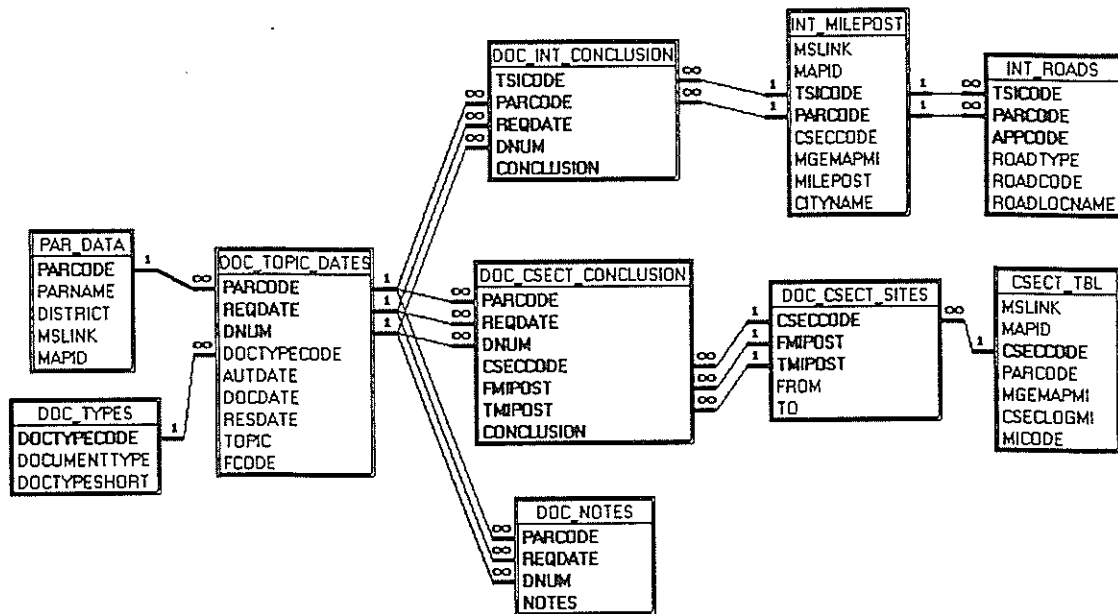 PAR_DATA
PARCODE
PARNAME
DISTRICT
MSLINK
MAPID
DOC_TYPES
DOCTYPECODE
DOCUMENTTYPE
DOCTYPESHORT
1
1
∞
∞
DOC_TOPIC_DATES
PARCODE
REQDATE
DNUM
DOCTYPECODE
AUTDATE
DOCDATE
RESDATE
TOPIC
FCODE
1
1
1
∞
∞
∞
DOC_INT_CONCLUSION
TSICODE
PARCODE
REQDATE
DNUM
CONCLUSION
∞
∞
1
1
INT_MILEPOST
MSLINK
MAPID
TSICODE
PARCODE
CSECCODE
MGEMAPMI
MILEPOST
CITYNAME
1
1
∞
∞
INT_ROADS
TSICODE
PARCODE
APPCODE
ROADTYPE
ROADCODE
ROADLOCNAME
∞
∞
∞
DOC_CSECT_CONCLUSION
PARCODE
REQDATE
DNUM
CSECCODE
FMIPOST
TMIPOST
CONCLUSION
∞
∞
∞
1
1
1
DOC_CSECT_SITES
CSECCODE
FMIPOST
TMIPOST
FROM
TO
∞
1
CSECT_TBL
MSLINK
MAPID
CSECCODE
PARCODE
MGEMAPMI
CSECLOGMI
MICODE
∞
∞
∞
DOC_NOTES
PARCODE
REQDATE
DNUM
NOTES